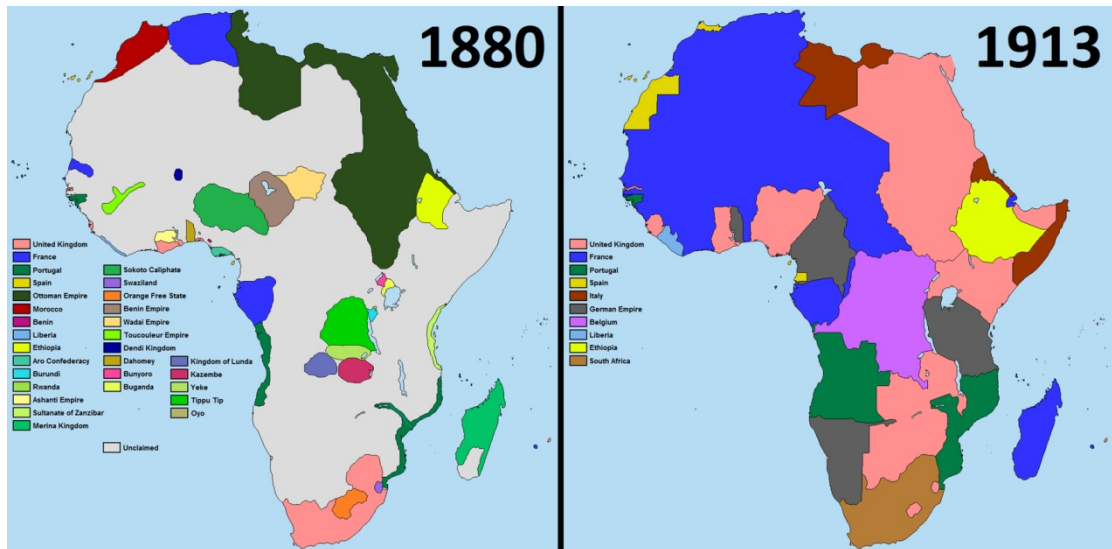 1880
United Kingdom
France
Portugal
Spain
Ottoman Empire
Morocco
Benin
Liberia
Ethiopia
Aro Confederacy
Burundi
Rwanda
Ashanti Empire
Sultanate of Zanzibar
Merina Kingdom
Sokoto Caliphate
Swaziland
Orange Free State
Benin Empire
Wadai Empire
Toucouleur Empire
Dendi Kingdom
Dahomey
Bunyoro
Buganda
Kingdom of Lunda
Kazembe
Yeke
Tippu Tip
Oyo
Unclaimed
1913
United Kingdom
France
Portugal
Spain
Italy
German Empire
Belgium
Liberia
Ethiopia
South Africa